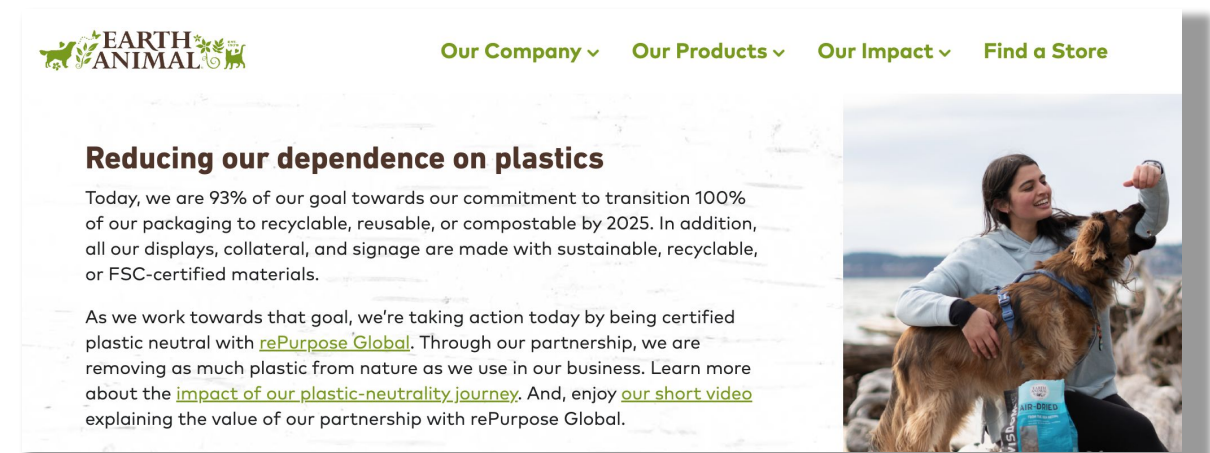 EARTH
ANIMAL
Our Company
Our Products
Our Impact
Find a Store
Reducing our dependence on plastics
Today, we are 93% of our goal towards our commitment to transition 100%
of our packaging to recyclable, reusable, or compostable by 2025. In addition,
all our displays, collateral, and signage are made with sustainable, recyclable,
or FSC-certified materials.
As we work towards that goal, we’re taking action today by being certified
plastic neutral with rePurpose Global. Through our partnership, we are
removing as much plastic from nature as we use in our business. Learn more
about the impact of our plastic-neutrality journey. And, enjoy our short video
explaining the value of our partnership with rePurpose Global.
AIR-DRIED